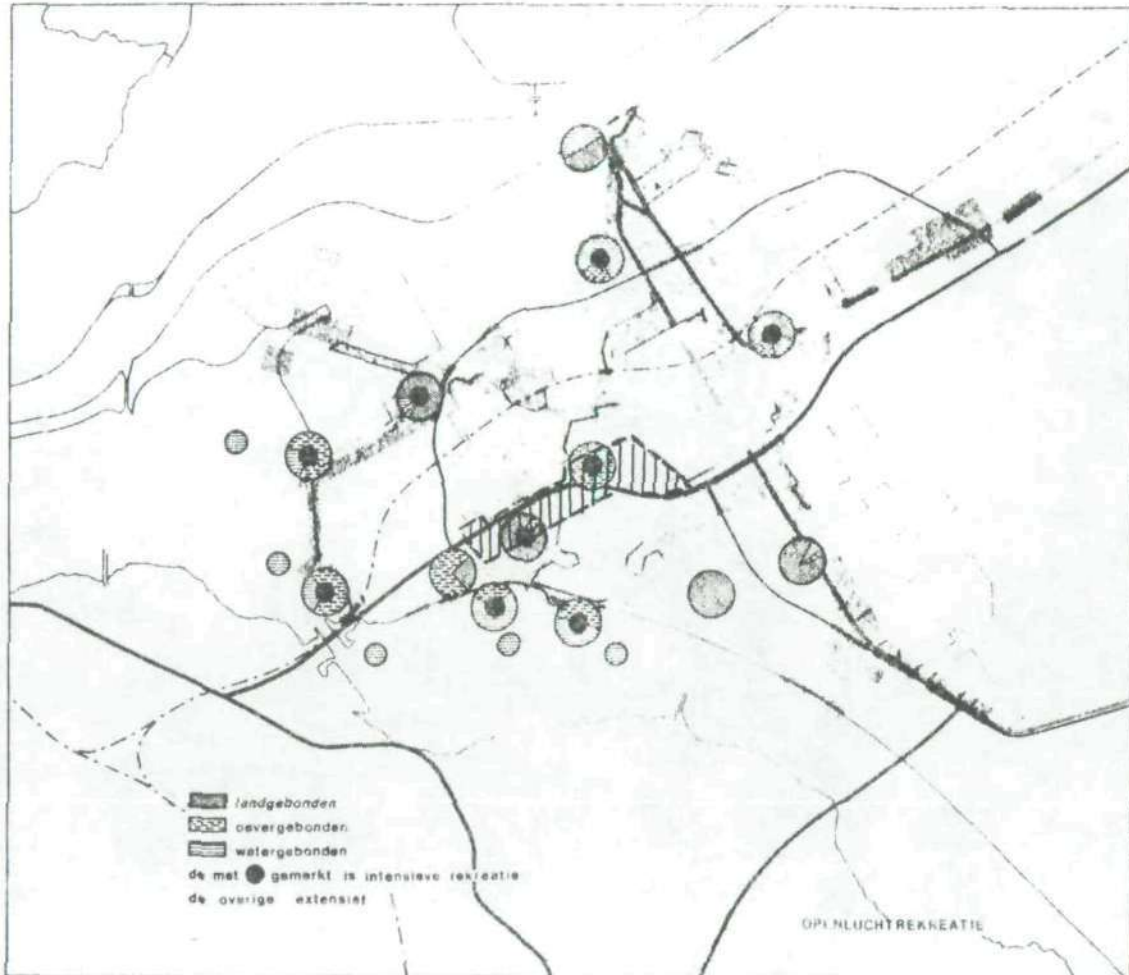 landgebonden
oevergebonden
watergebonden
de met ● gemerkt is intensieve rekreatie
de overige extensief
OPENLUCHTREKREATIE